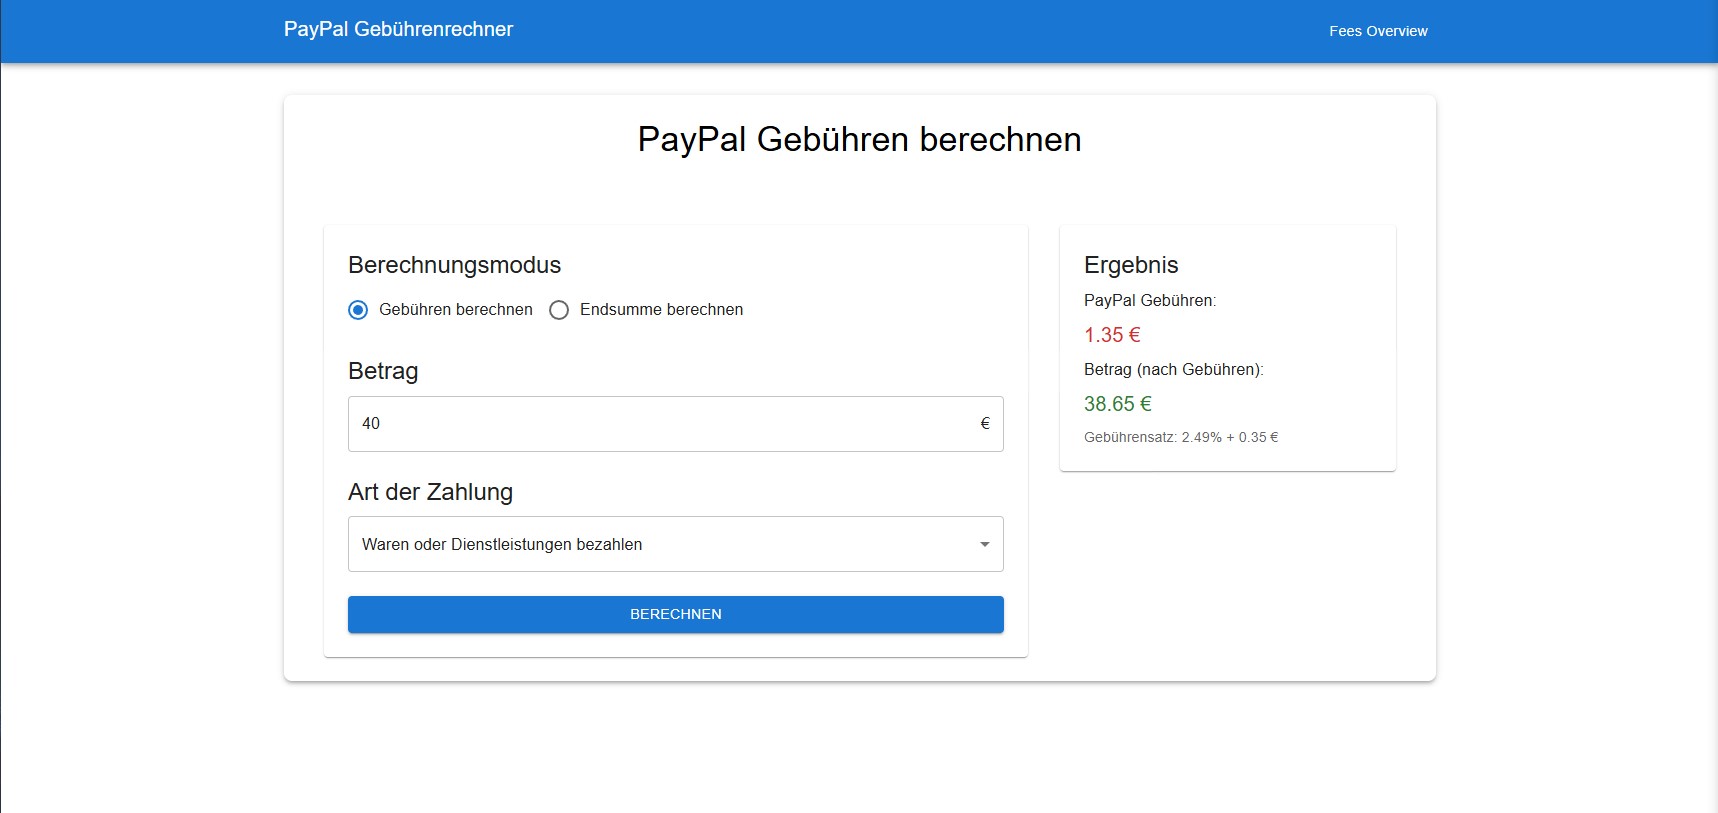 PayPal Gebührenrechner
Fees Overview
PayPal Gebühren berechnen
Berechnungsmodus
Gebühren berechnen
Endsumme berechnen
Betrag
40 €
Art der Zahlung
Waren oder Dienstleistungen bezahlen
BERECHNEN
Ergebnis
PayPal Gebühren:
1.35 €
Betrag (nach Gebühren):
38.65 €
Gebührensatz: 2.49% + 0.35 €